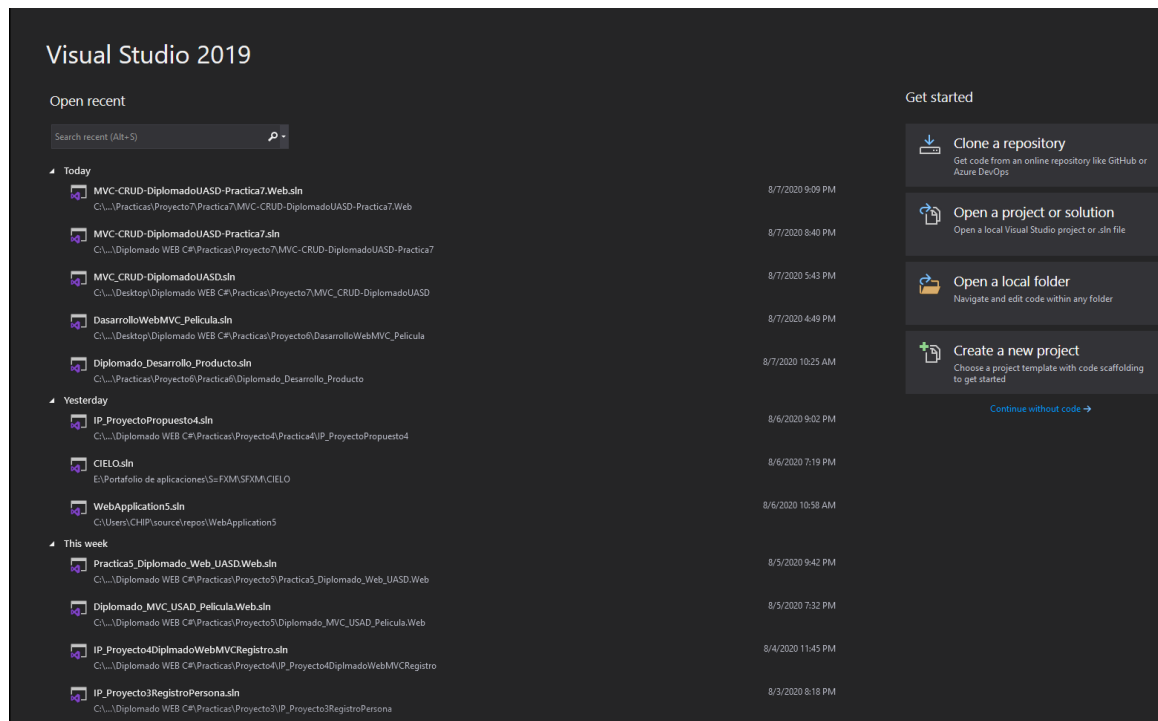 Visual Studio 2019
Open recent
Search recent (Alt+S)
Today
MVC-CRUD-DiplomadoUASD-Practica7.Web.sln
8/7/2020 9:09 PM
C:\...\Practicas\Proyecto7\Practica7\MVC-CRUD-DiplomadoUASD-Practica7.Web
MVC-CRUD-DiplomadoUASD-Practica7.sln
8/7/2020 8:40 PM
C:\...\Diplomado WEB C#\Practicas\Proyecto7\MVC-CRUD-DiplomadoUASD-Practica7
MVC_CRUD-DiplomadoUASD.sln
8/7/2020 5:43 PM
C:\...\Desktop\Diplomado WEB C#\Practicas\Proyecto7\MVC_CRUD-DiplomadoUASD
DasarrolloWebMVC_Pelicula.sln
8/7/2020 4:49 PM
C:\...\Desktop\Diplomado WEB C#\Practicas\Proyecto6\DasarrolloWebMVC_Pelicula
Diplomado_Desarrollo_Producto.sln
8/7/2020 10:25 AM
C:\...\Practicas\Proyecto6\Practica6\Diplomado_Desarrollo_Producto
Yesterday
IP_ProyectoPropuesto4.sln
8/6/2020 9:02 PM
C:\...\Diplomado WEB C#\Practicas\Proyecto4\Practica4\IP_ProyectoPropuesto4
CIELO.sln
8/6/2020 7:19 PM
E:\Portafolio de aplicaciones\S=FXM\SFXM\CIELO
WebApplication5.sln
8/6/2020 10:58 AM
C:\Users\CHIP\source\repos\WebApplication5
This week
Practica5_Diplomado_Web_UASD.Web.sln
8/5/2020 9:42 PM
C:\...\Diplomado WEB C#\Practicas\Proyecto5\Practica5_Diplomado_Web_UASD.Web
Diplomado_MVC_USAD_Pelicula.Web.sln
8/5/2020 7:32 PM
C:\...\Diplomado WEB C#\Practicas\Proyecto5\Diplomado_MVC_USAD_Pelicula.Web
IP_Proyecto4DiplmadoWebMVCRegistro.sln
8/4/2020 11:45 PM
C:\...\Diplomado WEB C#\Practicas\Proyecto4\IP_Proyecto4DiplmadoWebMVCRegistro
IP_Proyecto3RegistroPersona.sln
8/3/2020 8:18 PM
C:\...\Diplomado WEB C#\Practicas\Proyecto3\IP_Proyecto3RegistroPersona
Get started
Clone a repository
Get code from an online repository like GitHub or
Azure DevOps
Open a project or solution
Open a local Visual Studio project or .sln file
Open a local folder
Navigate and edit code within any folder
Create a new project
Choose a project template with code scaffolding
to get started
Continue without code →